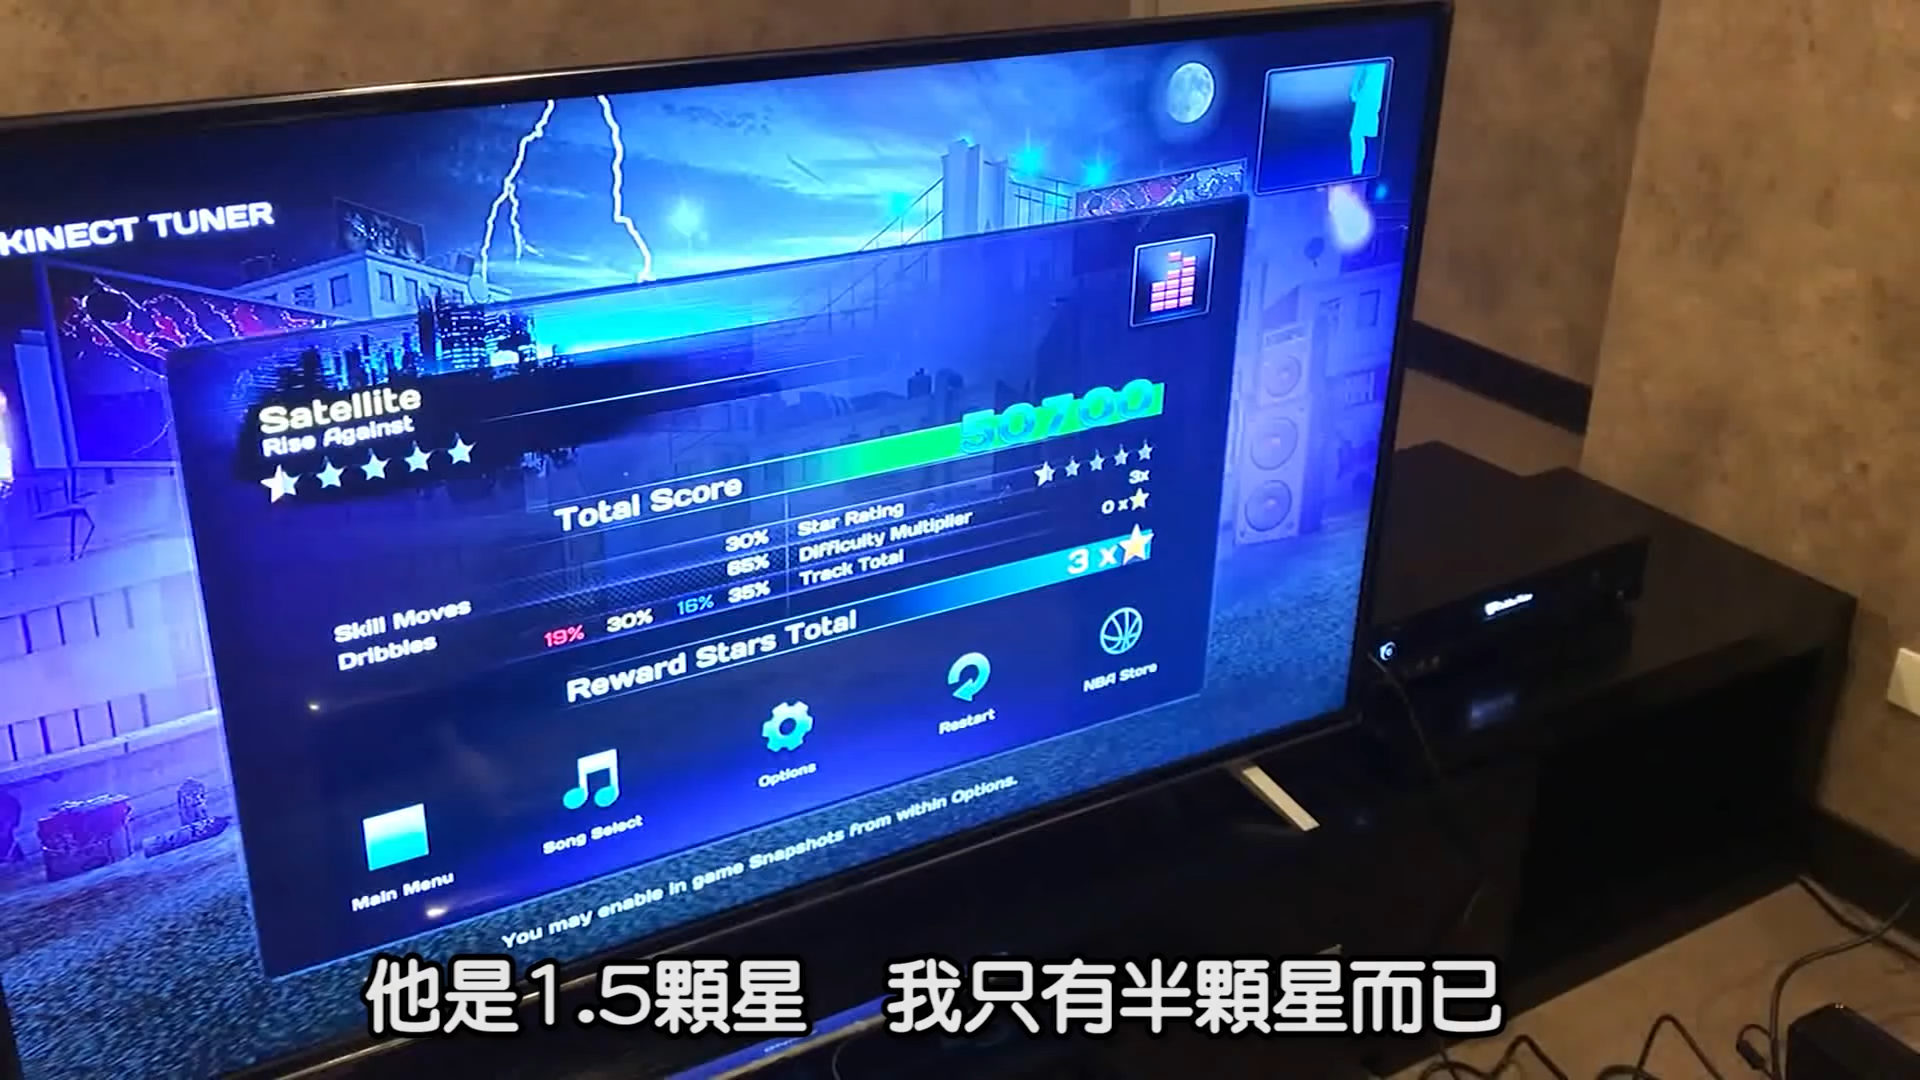 KINECT TUNER
Satellite
Rise Against
50700
Total Score
30% Star Rating
3x
65% Difficulty Multiplier
0 x
Skill Moves
Dribbles
19% 30% 16% 35% Track Total
Reward Stars Total
3 x
Main Menu
Song Select
Options
Restart
NBA Store
You may enable in game Snapshots from within Options.
他是1.5顆星 我只有半顆星而已